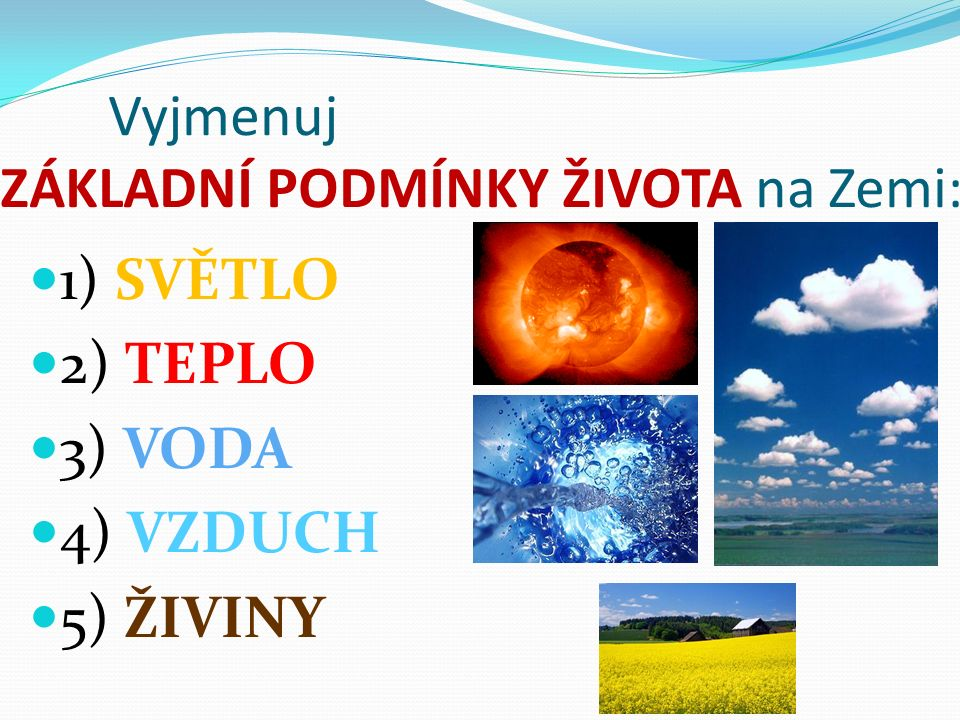 Vyjmenuj
ZÁKLADNÍ PODMÍNKY ŽIVOTA na Zemi:
1) SVĚTLO
2) TEPLO
3) VODA
4) VZDUCH
5) ŽIVINY